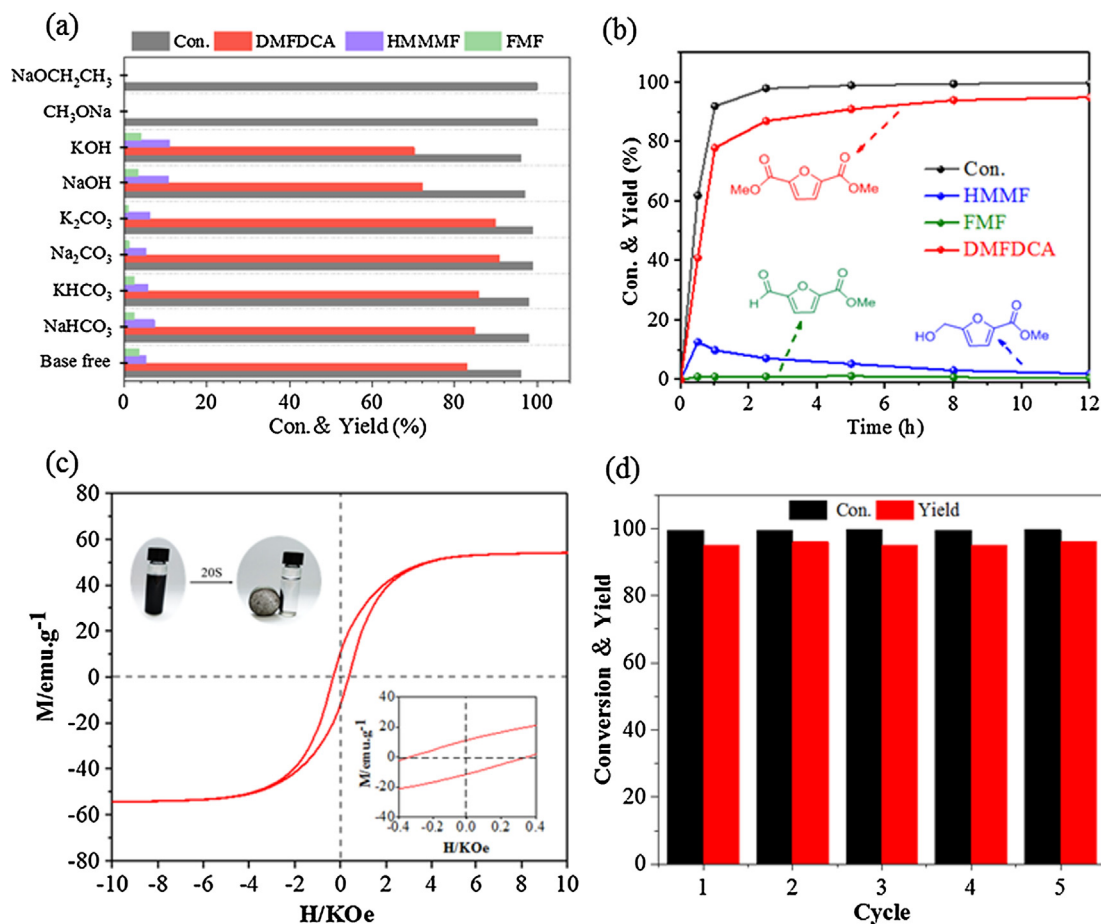 (a)
Con. DMFDCA HMMMF FMF
NaOCH₂CH₃
CH₃ONa
KOH
NaOH
K₂CO₃
Na₂CO₃
KHCO₃
NaHCO₃
Base free
0 20 40 60 80 100
Con.& Yield (%)
(b)
Con. & Yield (%)
100
80
60
40
20
0
O O
MeO O OMe
Con.
HMMF
FMF
DMFDCA
O O
H O OMe
O
HO O OMe
0 2 4 6 8 10 12
Time (h)
(c)
M/emu.g⁻¹
80
60
40
20
0
-20
-40
-60
-80
20S
M/emu.g⁻¹
40
20
0
-20
-40
-0.4 -0.2 0.0 0.2 0.4
H/KOe
-10 -8 -6 -4 -2 0 2 4 6 8 10
H/KOe
(d)
Con. Yield
Conversion & Yield
100
80
60
40
20
0
1 2 3 4 5
Cycle